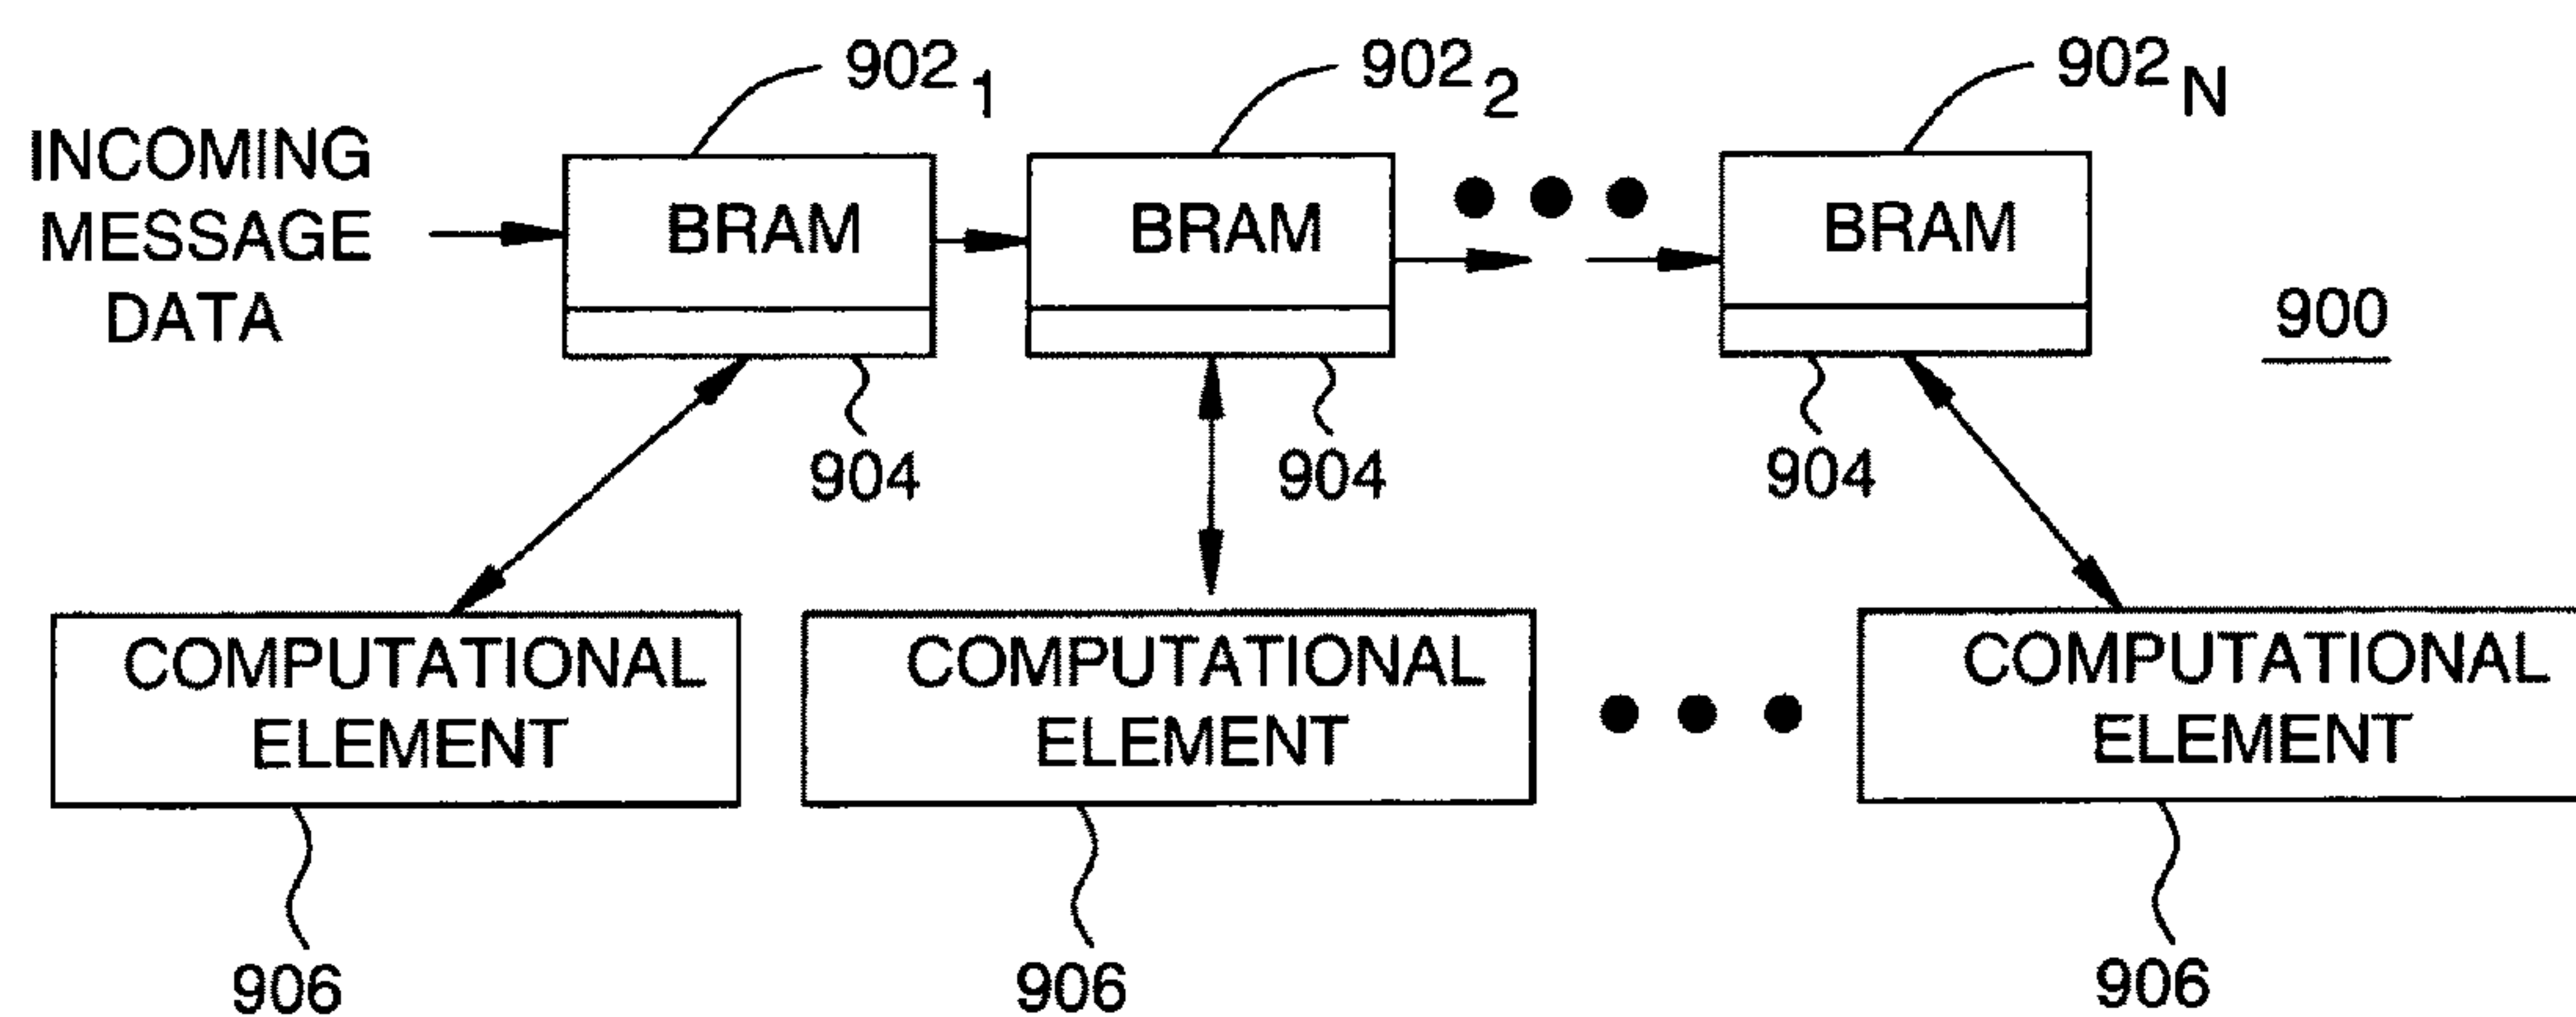 902₁ 902₂ 902N
INCOMING
MESSAGE
DATA
BRAM BRAM BRAM
900
904 904 904
COMPUTATIONAL COMPUTATIONAL COMPUTATIONAL
ELEMENT ELEMENT ELEMENT
906 906 906